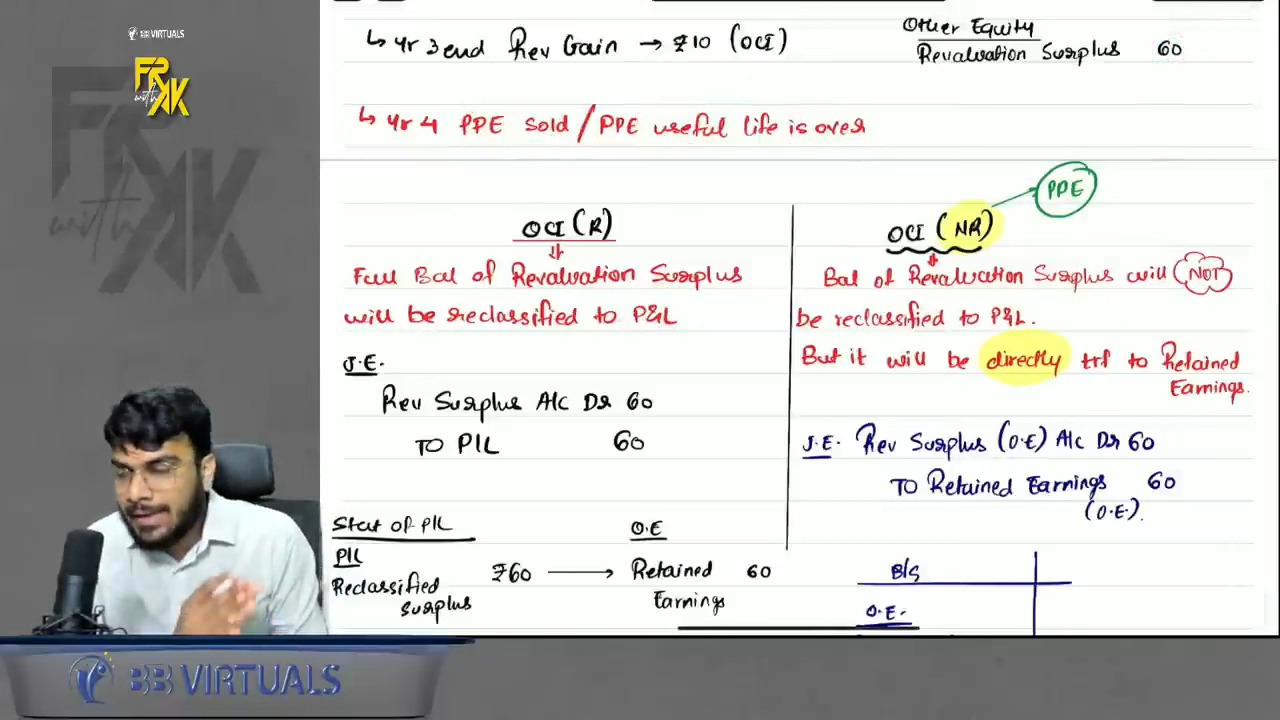 BB VIRTUALS
FR
with
KK
↳ Yr 3 end Rev Gain → ₹10 (OCI)
Other Equity
Revaluation Surplus 60
↳ Yr 4 PPE Sold / PPE useful life is over
PPE
OCI (R)
OCI (NR)
Full Bal of Revaluation Surplus
will be reclassified to P&L
Bal of Revaluation Surplus will NOT
be reclassified to P&L.
But it will be directly trf to Retained
Earnings.
J.E.
Rev Surplus A/c Dr 60
TO P/L 60
J.E. Rev Surplus (O.E) A/c Dr 60
TO Retained Earnings 60
(O.E).
Stat of P/L
P/L
Reclassified ₹60 →
Surplus
O.E
Retained 60
Earnings
B/S
O.E.
BB VIRTUALS